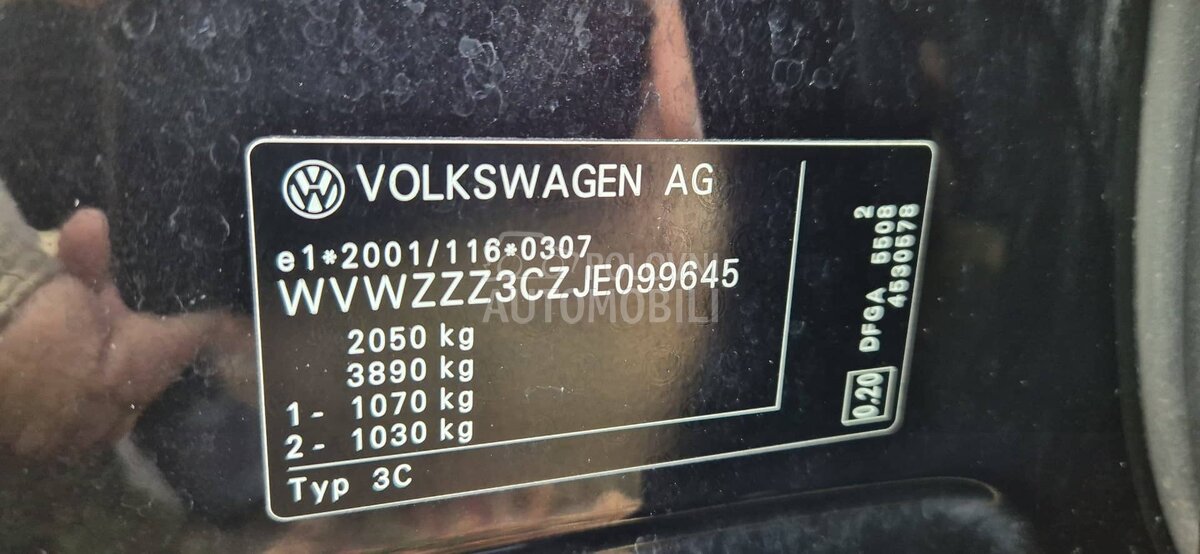 VOLKSWAGEN AG
e1*2001/116*0307
WVWZZZ3CZJE099645
2050 kg
3890 kg
1- 1070 kg
2- 1030 kg
Typ 3C
2
DFGA 5508
4530578
0.20
POLOVNI
AUTOMOBILI